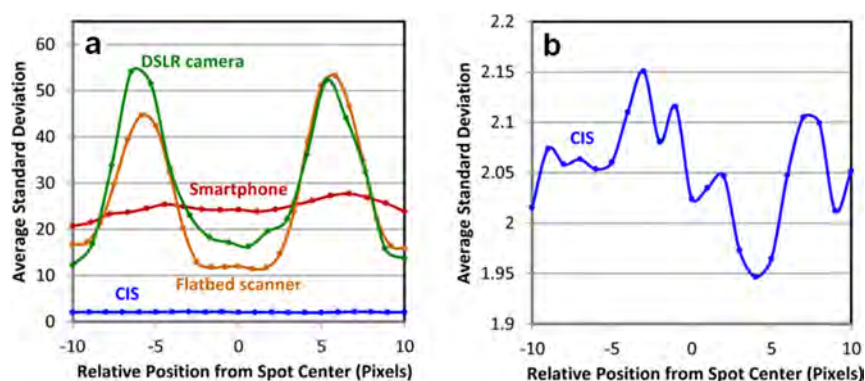 a
DSLR camera
Smartphone
Flatbed scanner
CIS
Average Standard Deviation
60
50
40
30
20
10
0
-10 -5 0 5 10
Relative Position from Spot Center (Pixels)
b
CIS
Average Standard Deviation
2.2
2.15
2.1
2.05
2
1.95
1.9
-10 -5 0 5 10
Relative Position from Spot Center (Pixels)